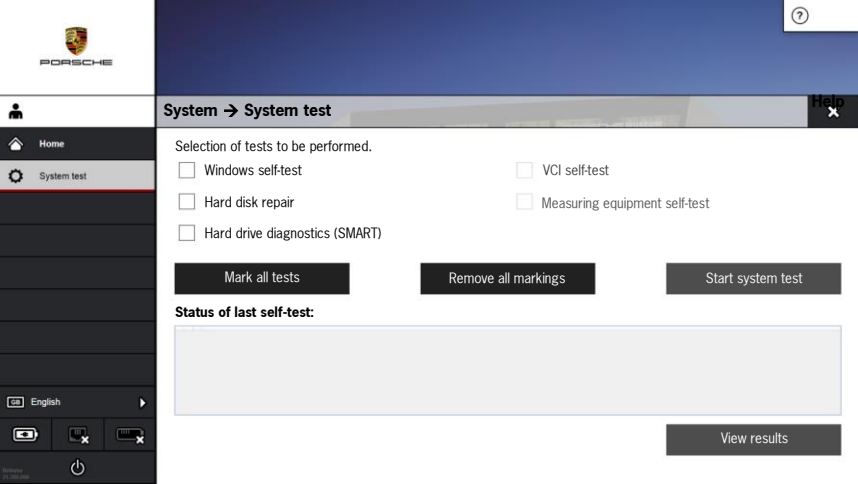 PORSCHE
Help
System → System test
Home
System test
Selection of tests to be performed.
Windows self-test
VCI self-test
Hard disk repair
Measuring equipment self-test
Hard drive diagnostics (SMART)
Mark all tests
Remove all markings
Start system test
Status of last self-test:
GB English
View results
Release